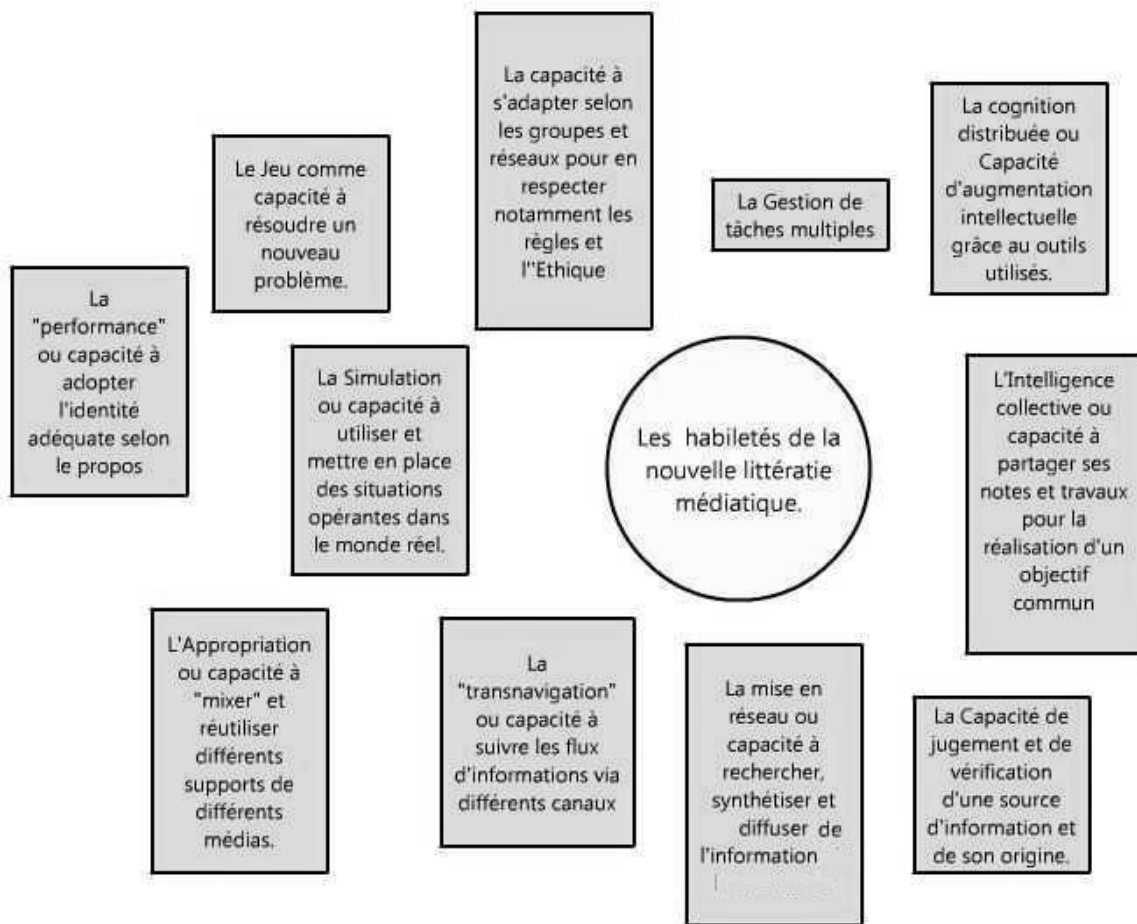 La capacité à
s'adapter selon
les groupes et
réseaux pour en
respecter
notamment les
règles et
l''Ethique
La cognition
distribuée ou
Capacité
d'augmentation
intellectuelle
grâce au outils
utilisés.
Le Jeu comme
capacité à
résoudre un
nouveau
problème.
La Gestion de
tâches multiples
La
"performance"
ou capacité à
adopter
l'identité
adéquate selon
le propos
La Simulation
ou capacité à
utiliser et
mettre en place
des situations
opérantes dans
le monde réel.
Les habiletés de la
nouvelle littératie
médiatique.
L'Intelligence
collective ou
capacité à
partager ses
notes et travaux
pour la
réalisation d'un
objectif
commun
L'Appropriation
ou capacité à
"mixer" et
réutiliser
différents
supports de
différents
médias.
La
"transnavigation"
ou capacité à
suivre les flux
d'informations via
différents canaux
La mise en
réseau ou
capacité à
rechercher,
synthétiser et
diffuser de
l'information
La Capacité de
jugement et de
vérification
d'une source
d'information et
de son origine.